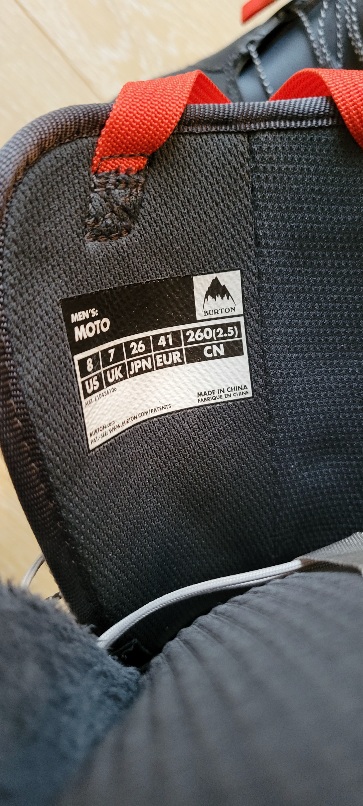 MEN'S:
MOTO
BURTON
8 7 26 41 260(2.5)
US UK JPN EUR CN
MADE IN CHINA
FABRIQUE EN CHINE